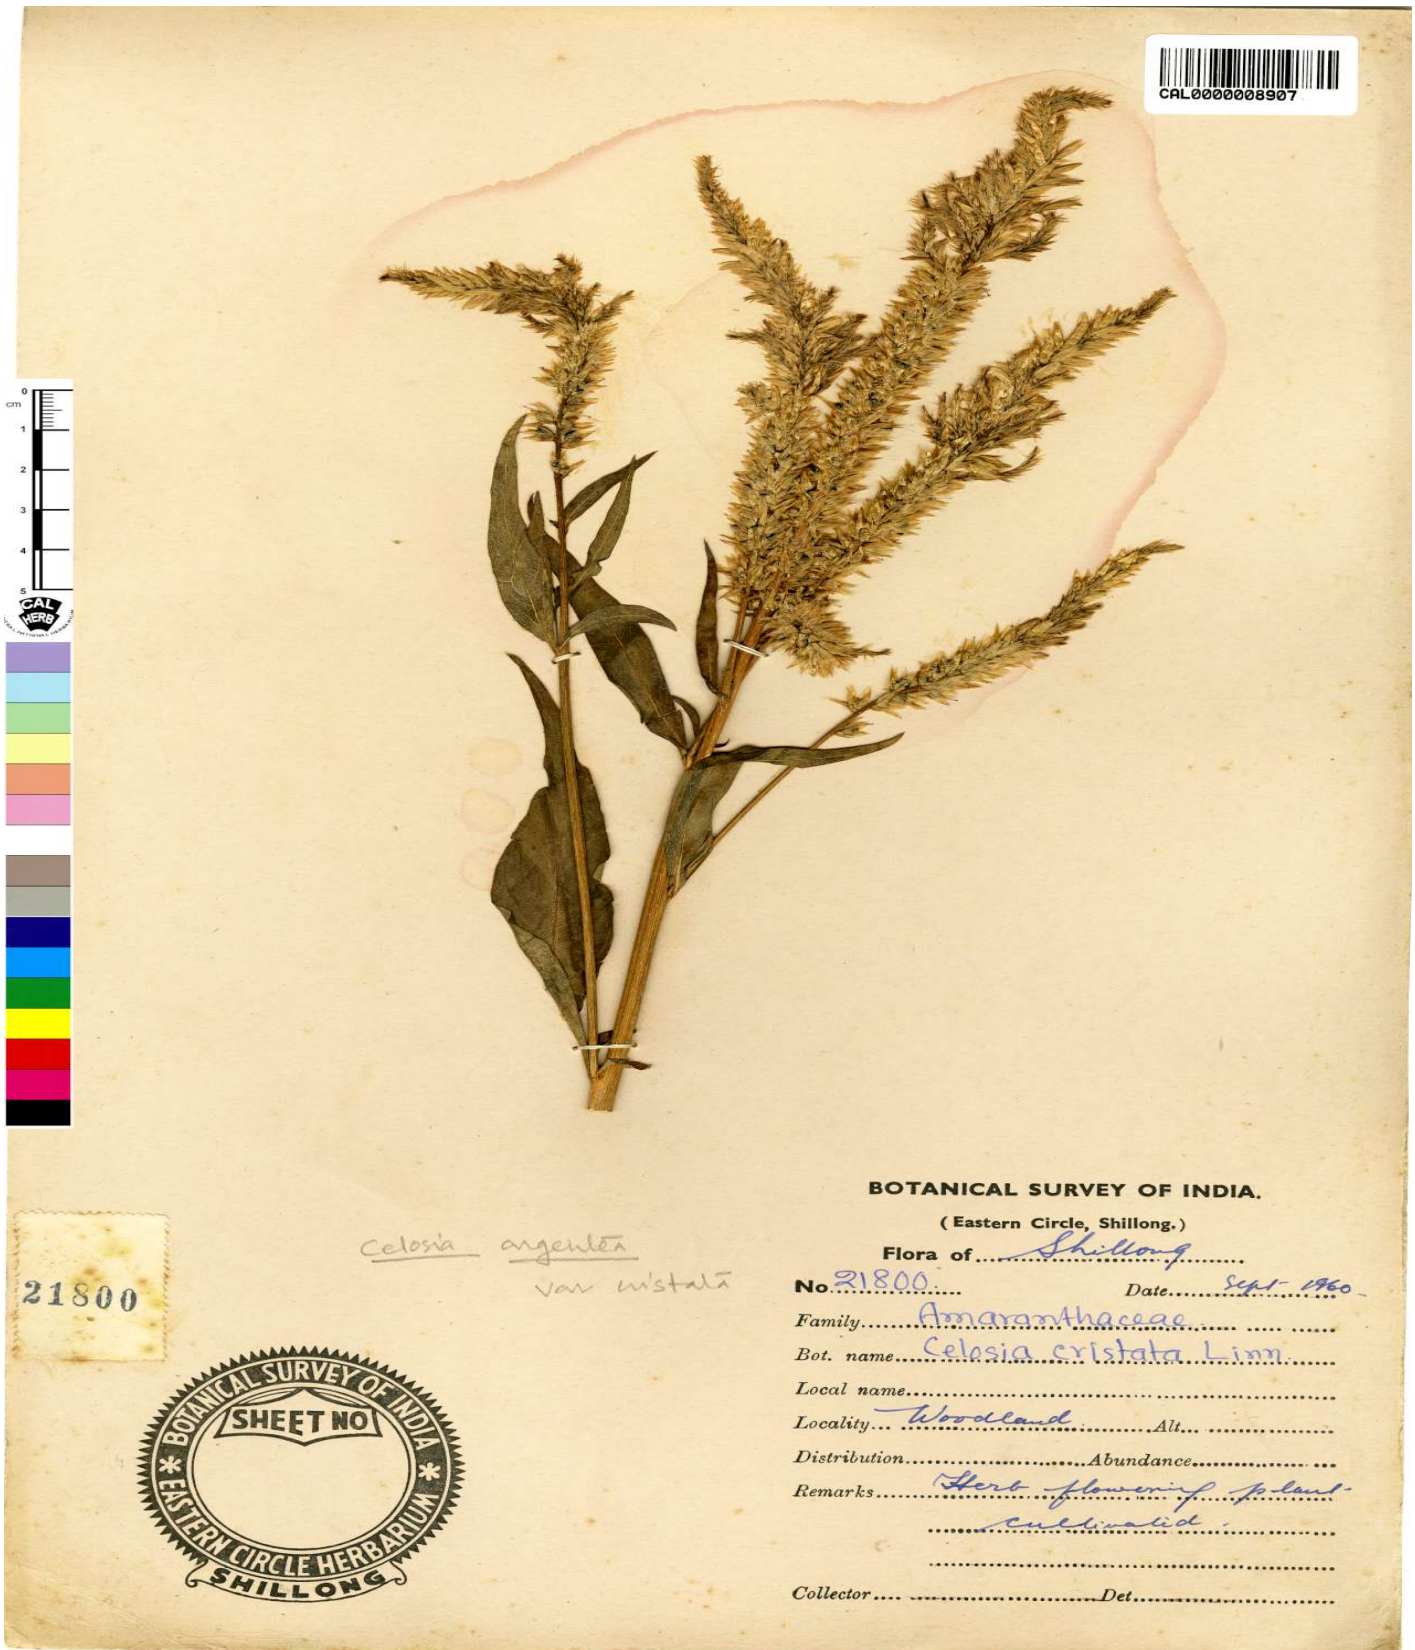 CAL0000008907
0
cm
1
2
3
4
5
CAL
HERB
BOTANICAL SURVEY OF INDIA.
(Eastern Circle, Shillong.)
Flora of Shillong
No 21800 Date Sept 1960
Family Amaranthaceae
Bot. name Celosia cristata Linn
Local name
Locality Woodland Alt
Distribution Abundance
Remarks Herb flowering plant
cultivatid
Collector Det
Celosia argentea
var cristata
21800
BOTANICAL SURVEY OF INDIA
SHEET NO
EASTERN CIRCLE HERBARIUM
SHILLONG